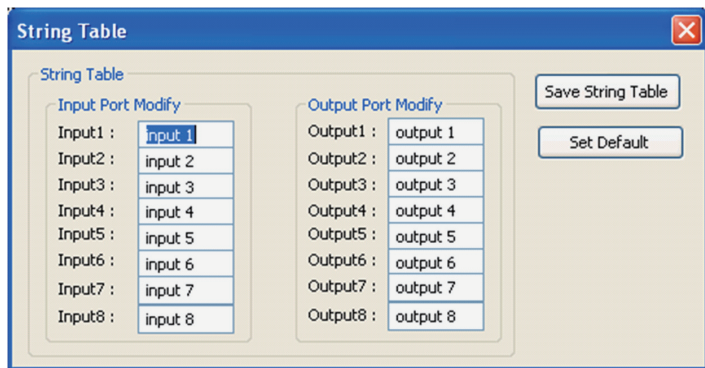 String Table
String Table
Input Port Modify
Input1 : input 1
Input2 : input 2
Input3 : input 3
Input4 : input 4
Input5 : input 5
Input6 : input 6
Input7 : input 7
Input8 : input 8
Output Port Modify
Output1 : output 1
Output2 : output 2
Output3 : output 3
Output4 : output 4
Output5 : output 5
Output6 : output 6
Output7 : output 7
Output8 : output 8
Save String Table
Set Default